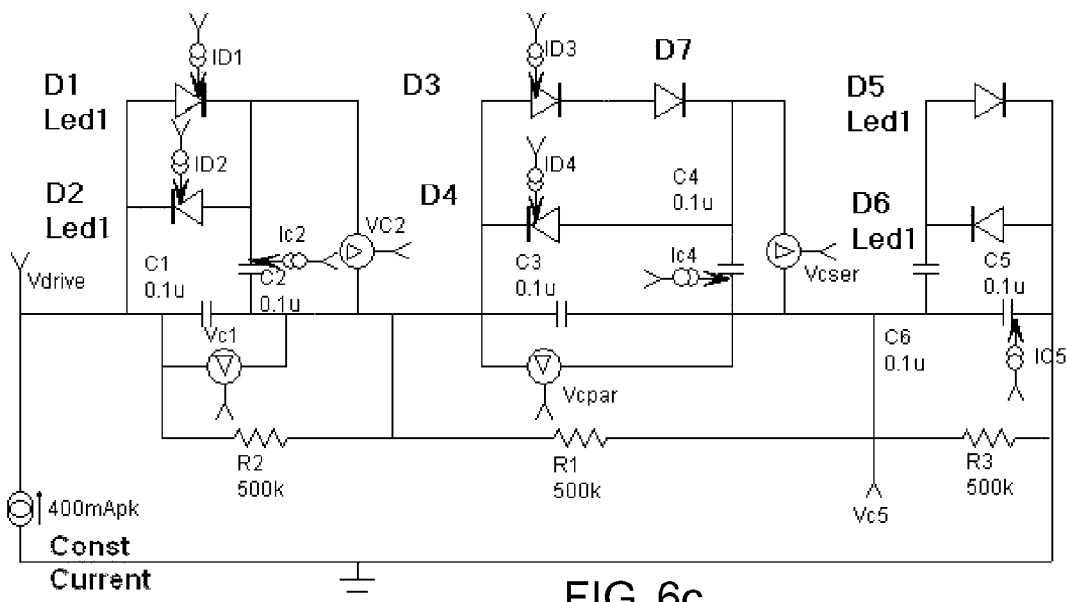 ID1
ID3
D7
D1
Led1
D3
D5
Led1
ID2
ID4
D2
Led1
D4
C4
0.1u
D6
Led1
Vdrive
C1
0.1u
Ic2
VC2
C2
0.1u
C3
0.1u
Ic4
Vcser
C5
0.1u
Vc1
Vcpar
C6
0.1u
IC5
R2
500k
R1
500k
R3
500k
Vc5
400mApk
Const
Current
FIG 6c